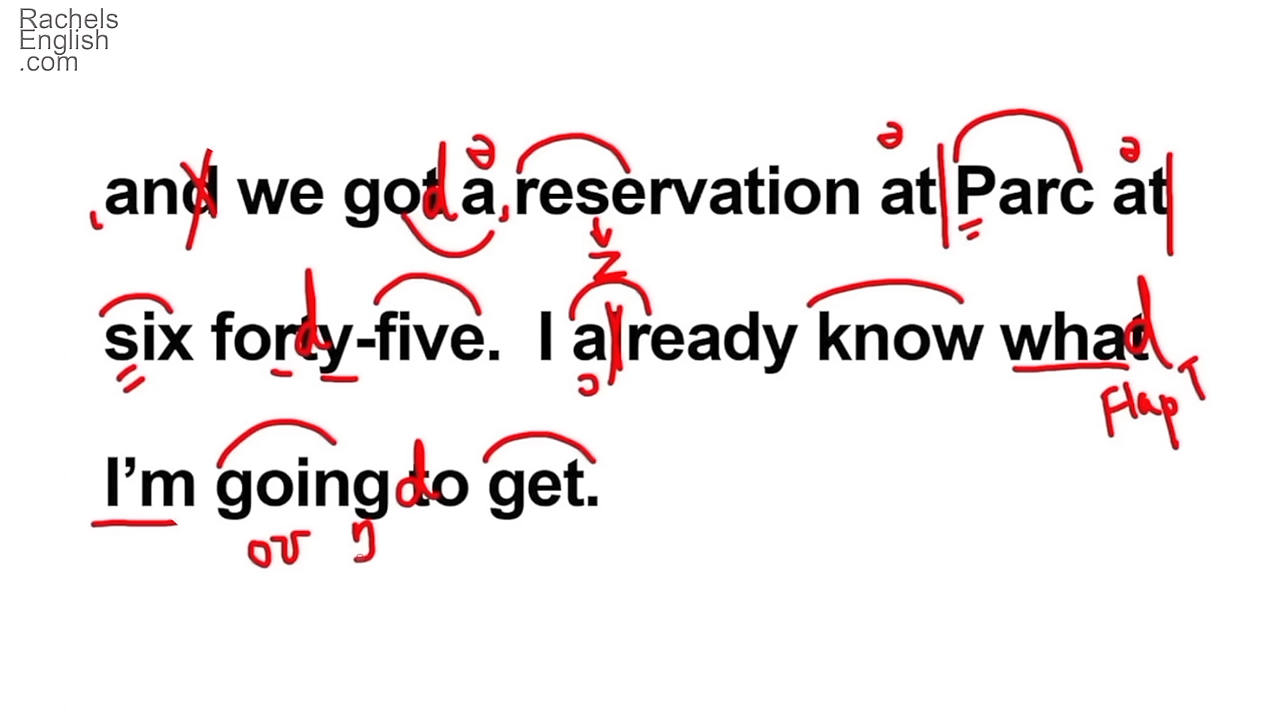 Rachels
English
.com
and we got a reservation at Parc at
six forty-five. I already know what
I'm going to get.
d
ə
ə
ə
z
d
d
ɔ
Flap T
d
oʊ
ŋ